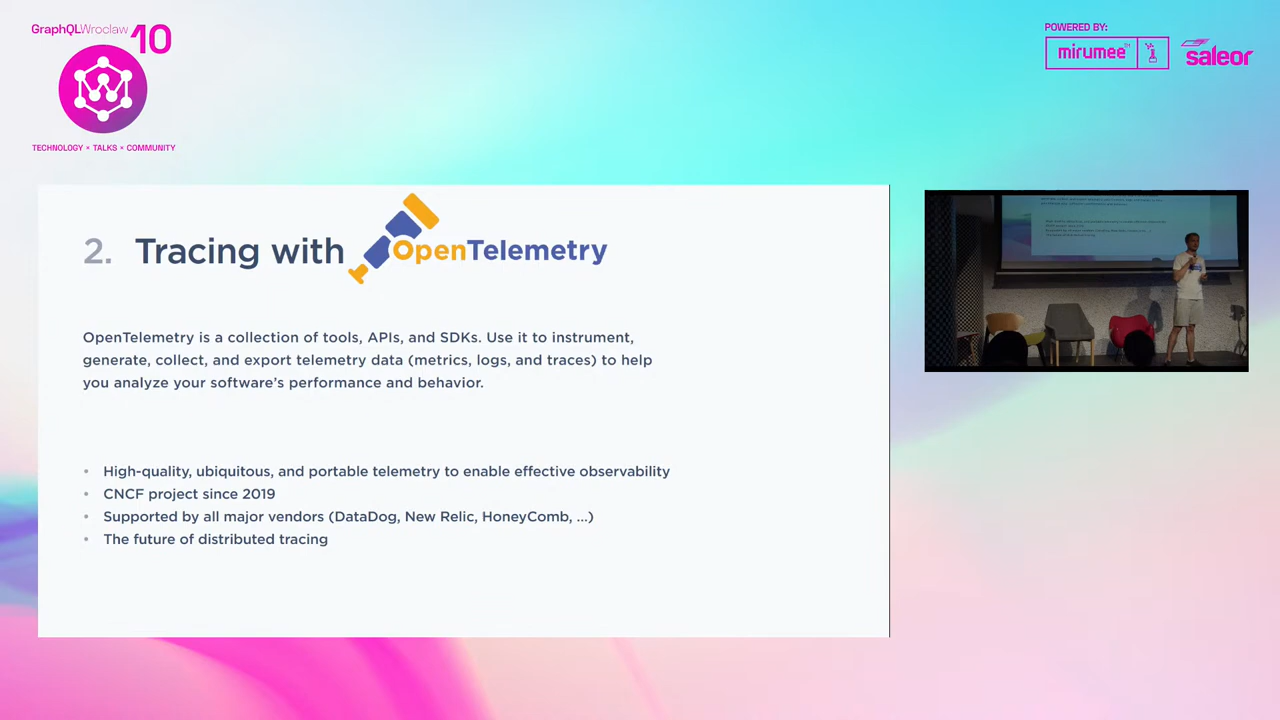 GraphQLWroclaw 10
TECHNOLOGY × TALKS × COMMUNITY
POWERED BY:
mirumee
saleor
2. Tracing with OpenTelemetry
OpenTelemetry is a collection of tools, APIs, and SDKs. Use it to instrument,
generate, collect, and export telemetry data (metrics, logs, and traces) to help
you analyze your software's performance and behavior.
• High-quality, ubiquitous, and portable telemetry to enable effective observability
• CNCF project since 2019
• Supported by all major vendors (DataDog, New Relic, HoneyComb, ...)
• The future of distributed tracing